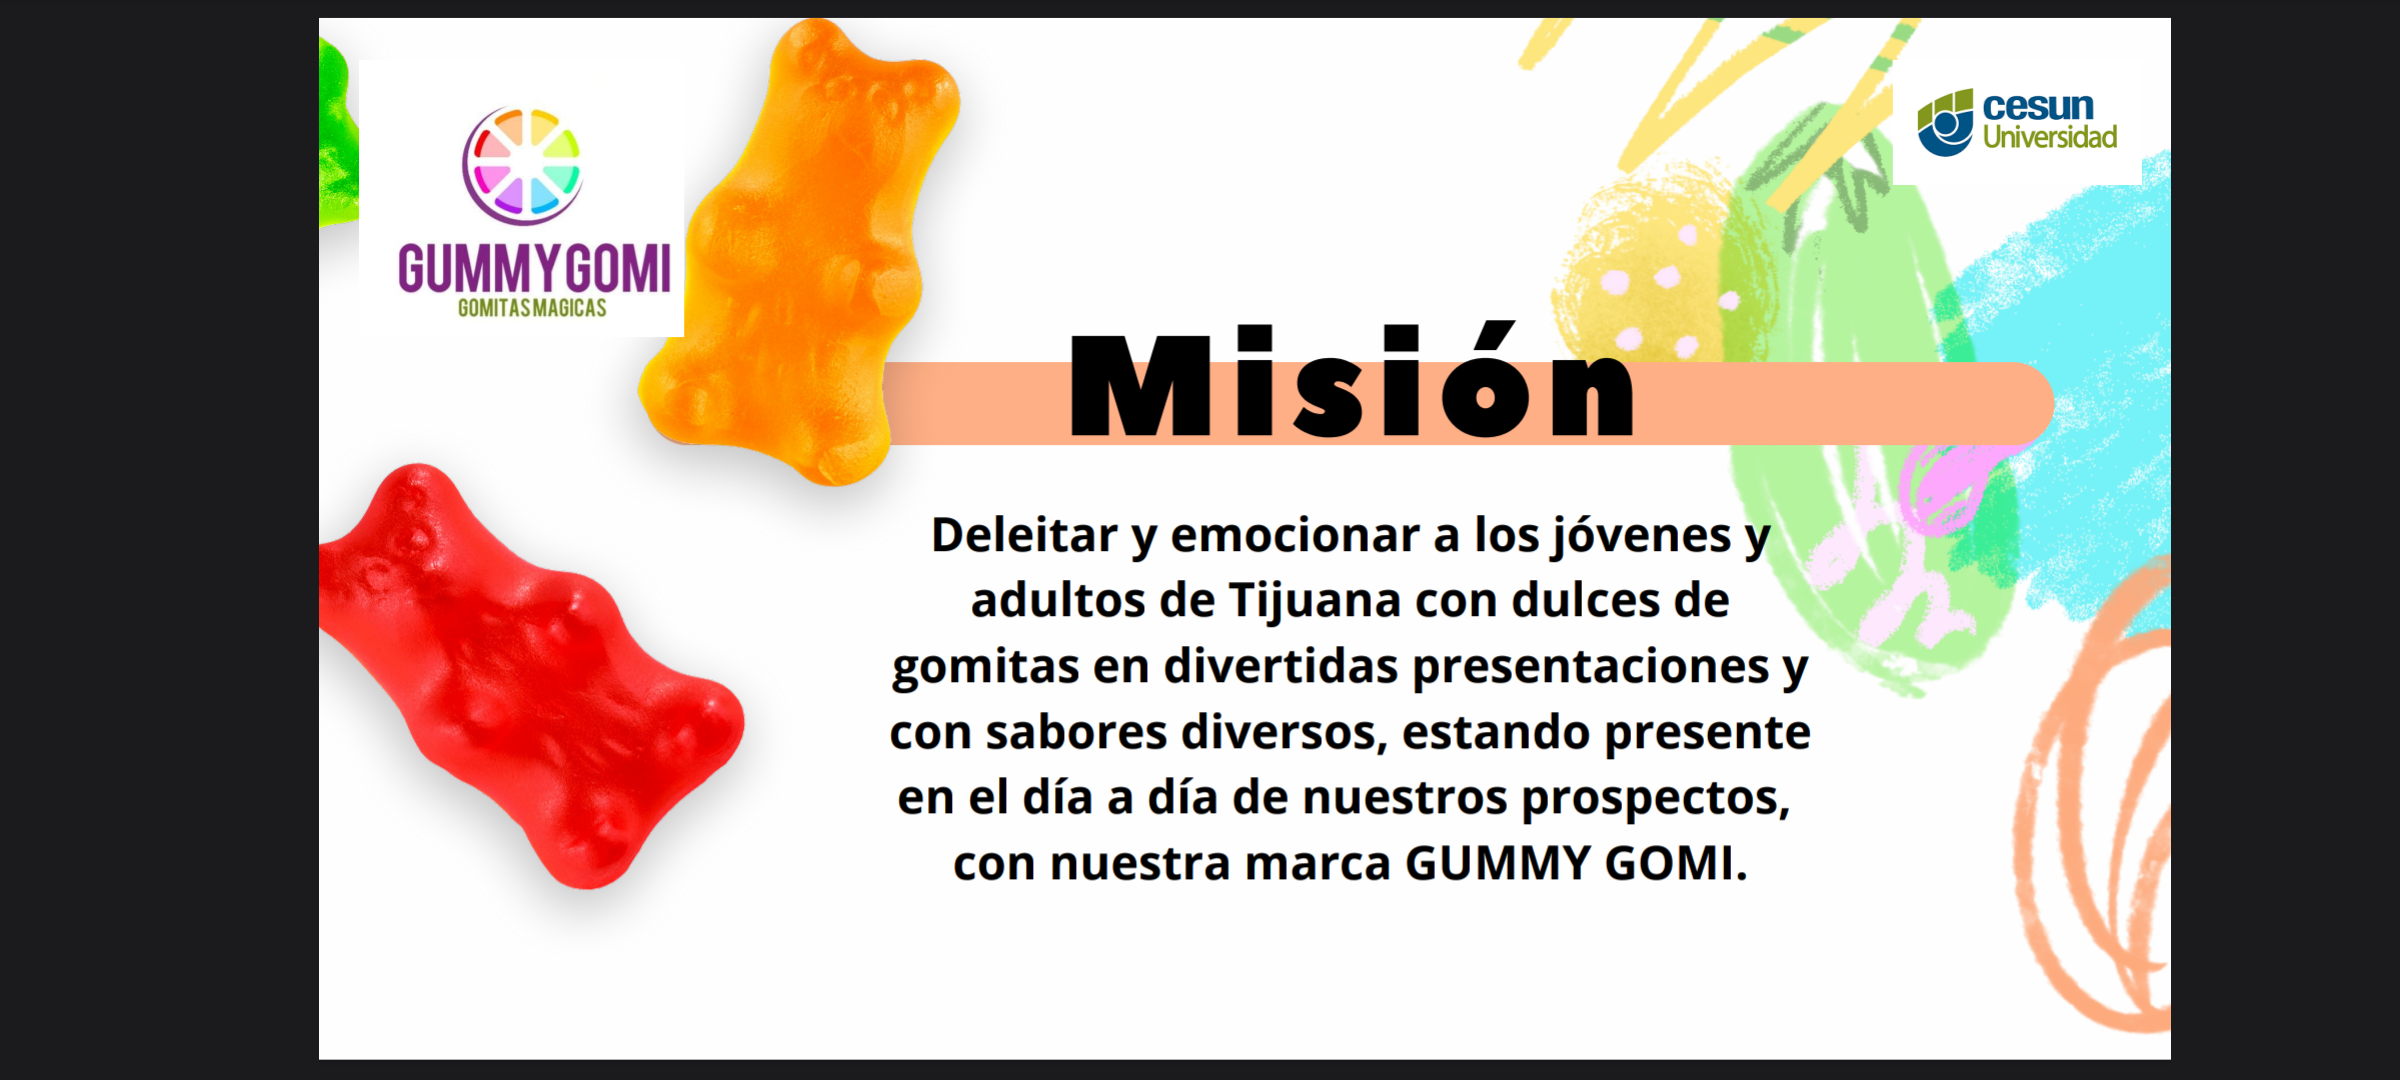 GUMMYGOMI
GOMITAS MAGICAS
cesun
Universidad
Misión
Deleitar y emocionar a los jóvenes y
adultos de Tijuana con dulces de
gomitas en divertidas presentaciones y
con sabores diversos, estando presente
en el día a día de nuestros prospectos,
con nuestra marca GUMMY GOMI.